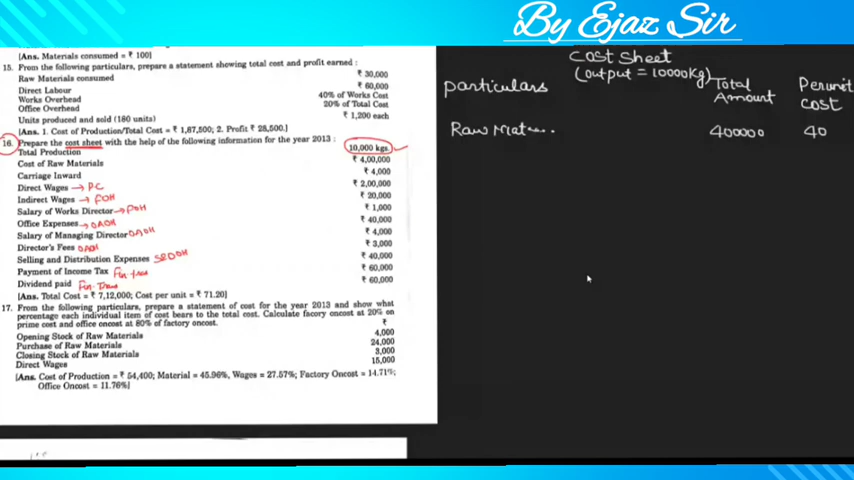 By Ejaz Sir
[Ans. Materials consumed = ₹ 100]
15. From the following particulars, prepare a statement showing total cost and profit earned :
Raw Materials consumed ₹ 30,000
Direct Labour ₹ 60,000
Works Overhead 40% of Works Cost
Office Overhead 20% of Total Cost
Units produced and sold (180 units) ₹ 1,200 each
[Ans. 1. Cost of Production/Total Cost = ₹ 1,87,500; 2. Profit ₹ 28,500.]
16. Prepare the cost sheet with the help of the following information for the year 2013 :
Total Production 10,000 kgs.
Cost of Raw Materials ₹ 4,00,000
Carriage Inward ₹ 4,000
Direct Wages → PC ₹ 2,00,000
Indirect Wages → FOH ₹ 20,000
Salary of Works Director → FOH ₹ 1,000
Office Expenses → OAOH ₹ 40,000
Salary of Managing Director OAOH ₹ 4,000
Director's Fees OAOH ₹ 3,000
Selling and Distribution Expenses SDOH ₹ 40,000
Payment of Income Tax Fin. ₹ 60,000
Dividend paid Fin. ₹ 60,000
[Ans. Total Cost = ₹ 7,12,000; Cost per unit = ₹ 71.20]
17. From the following particulars, prepare a statement of cost for the year 2013 and show what
percentage each individual item of cost bears to the total cost. Calculate facory oncost at 20% on
prime cost and office oncost at 80% of factory oncost.
₹
Opening Stock of Raw Materials 4,000
Purchase of Raw Materials 24,000
Closing Stock of Raw Materials 3,000
Direct Wages 15,000
[Ans. Cost of Production = ₹ 54,400; Material = 45.96%, Wages = 27.57%; Factory Oncost = 14.71%;
Office Oncost = 11.76%]
Cost Sheet
(output = 10000Kg)
particulars Total Amount Per unit cost
Raw Mate.... 400000 40